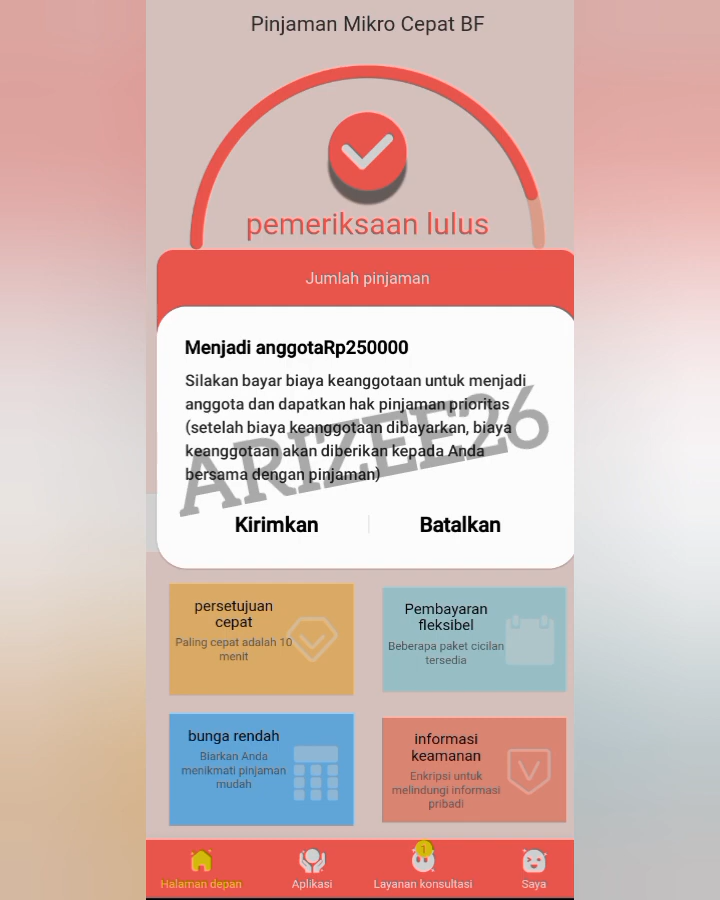 Pinjaman Mikro Cepat BF
pemeriksaan lulus
Jumlah pinjaman
Menjadi anggotaRp250000
Silakan bayar biaya keanggotaan untuk menjadi
anggota dan dapatkan hak pinjaman prioritas
(setelah biaya keanggotaan dibayarkan, biaya
keanggotaan akan diberikan kepada Anda
bersama dengan pinjaman)
ARIZEE26
Kirimkan
Batalkan
persetujuan
cepat
Paling cepat adalah 10
menit
Pembayaran
fleksibel
Beberapa paket cicilan
tersedia
bunga rendah
Biarkan Anda
menikmati pinjaman
mudah
informasi
keamanan
Enkripsi untuk
melindungi informasi
pribadi
1
Halaman depan
Aplikasi
Layanan konsultasi
Saya